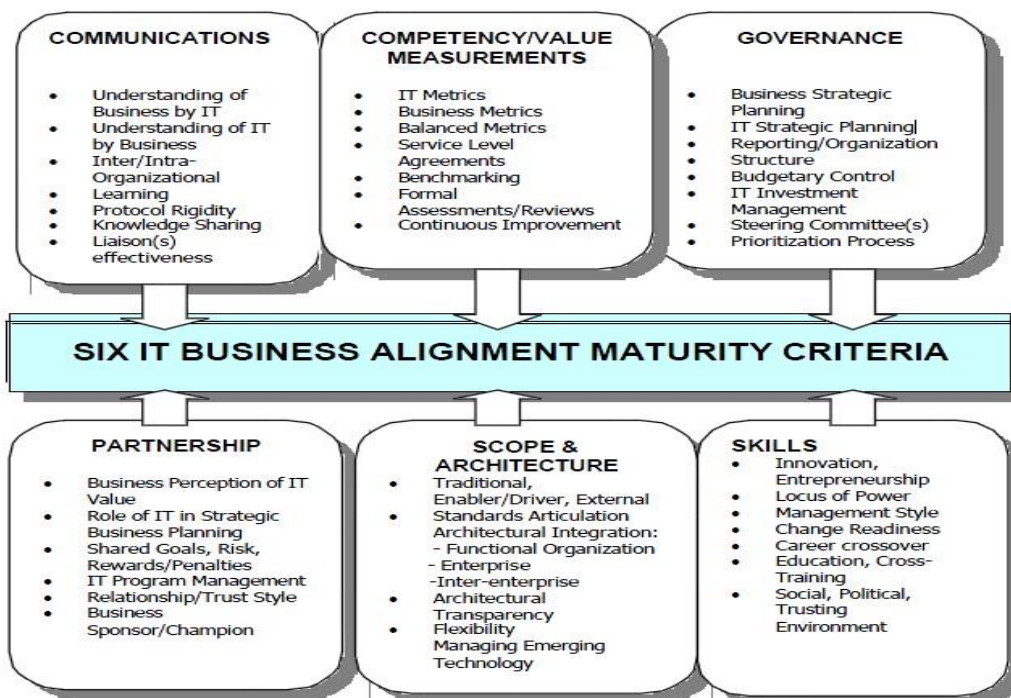 COMMUNICATIONS
• Understanding of
Business by IT
• Understanding of IT
by Business
• Inter/Intra-
Organizational
• Learning
• Protocol Rigidity
• Knowledge Sharing
• Liaison(s)
effectiveness
COMPETENCY/VALUE
MEASUREMENTS
• IT Metrics
• Business Metrics
• Balanced Metrics
• Service Level
Agreements
• Benchmarking
• Formal
Assessments/Reviews
• Continuous Improvement
GOVERNANCE
• Business Strategic
Planning
• IT Strategic Planning
• Reporting/Organization
• Structure
• Budgetary Control
• IT Investment
Management
• Steering Committee(s)
• Prioritization Process
SIX IT BUSINESS ALIGNMENT MATURITY CRITERIA
PARTNERSHIP
• Business Perception of IT
Value
• Role of IT in Strategic
Business Planning
• Shared Goals, Risk,
Rewards/Penalties
• IT Program Management
• Relationship/Trust Style
• Business
Sponsor/Champion
SCOPE &
ARCHITECTURE
• Traditional,
Enabler/Driver, External
• Standards Articulation
Architectural Integration:
- Functional Organization
- Enterprise
-Inter-enterprise
• Architectural
Transparency
• Flexibility
Managing Emerging
Technology
SKILLS
• Innovation,
Entrepreneurship
• Locus of Power
• Management Style
• Change Readiness
• Career crossover
• Education, Cross-
Training
• Social, Political,
Trusting
Environment